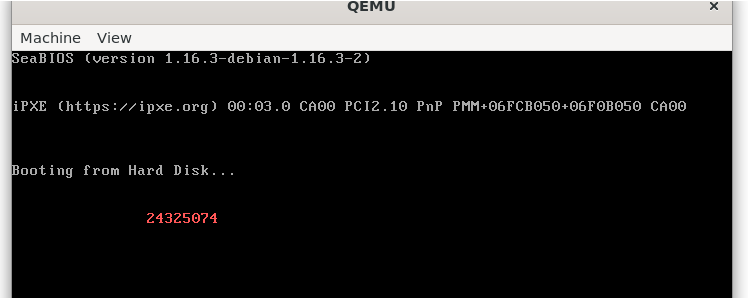 QEMU
×
Machine View
SeaBIOS (version 1.16.3-debian-1.16.3-2)
iPXE (https://ipxe.org) 00:03.0 CA00 PCI2.10 PnP PMM+06FCB050+06F0B050 CA00
Booting from Hard Disk...
24325074